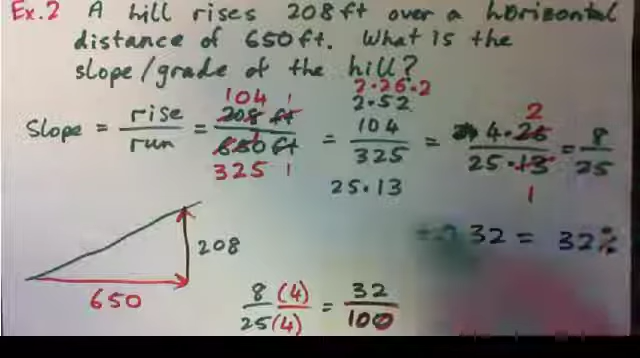 Ex.2 A hill rises 208 ft over a horizontal
distance of 650 ft. What is the
slope/grade of the hill?
104 1 2·26·2 2
2·52
Slope = rise/run = 208 ft/650 ft = 104/325 = 4·26/25·13 = 8/25
325 1 25·13 1
32 = 32%
208
650
8(4)/25(4) = 32/100